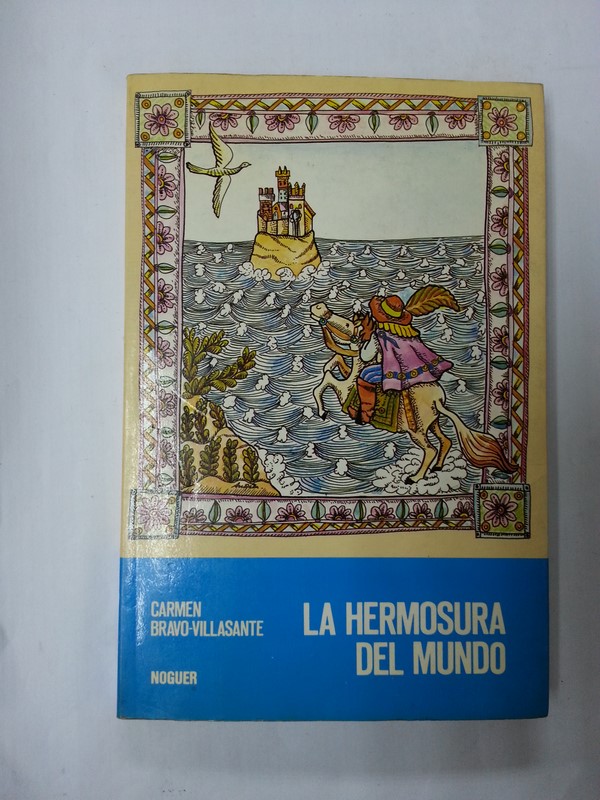 CARMEN
BRAVO-VILLASANTE
NOGUER
LA HERMOSURA
DEL MUNDO